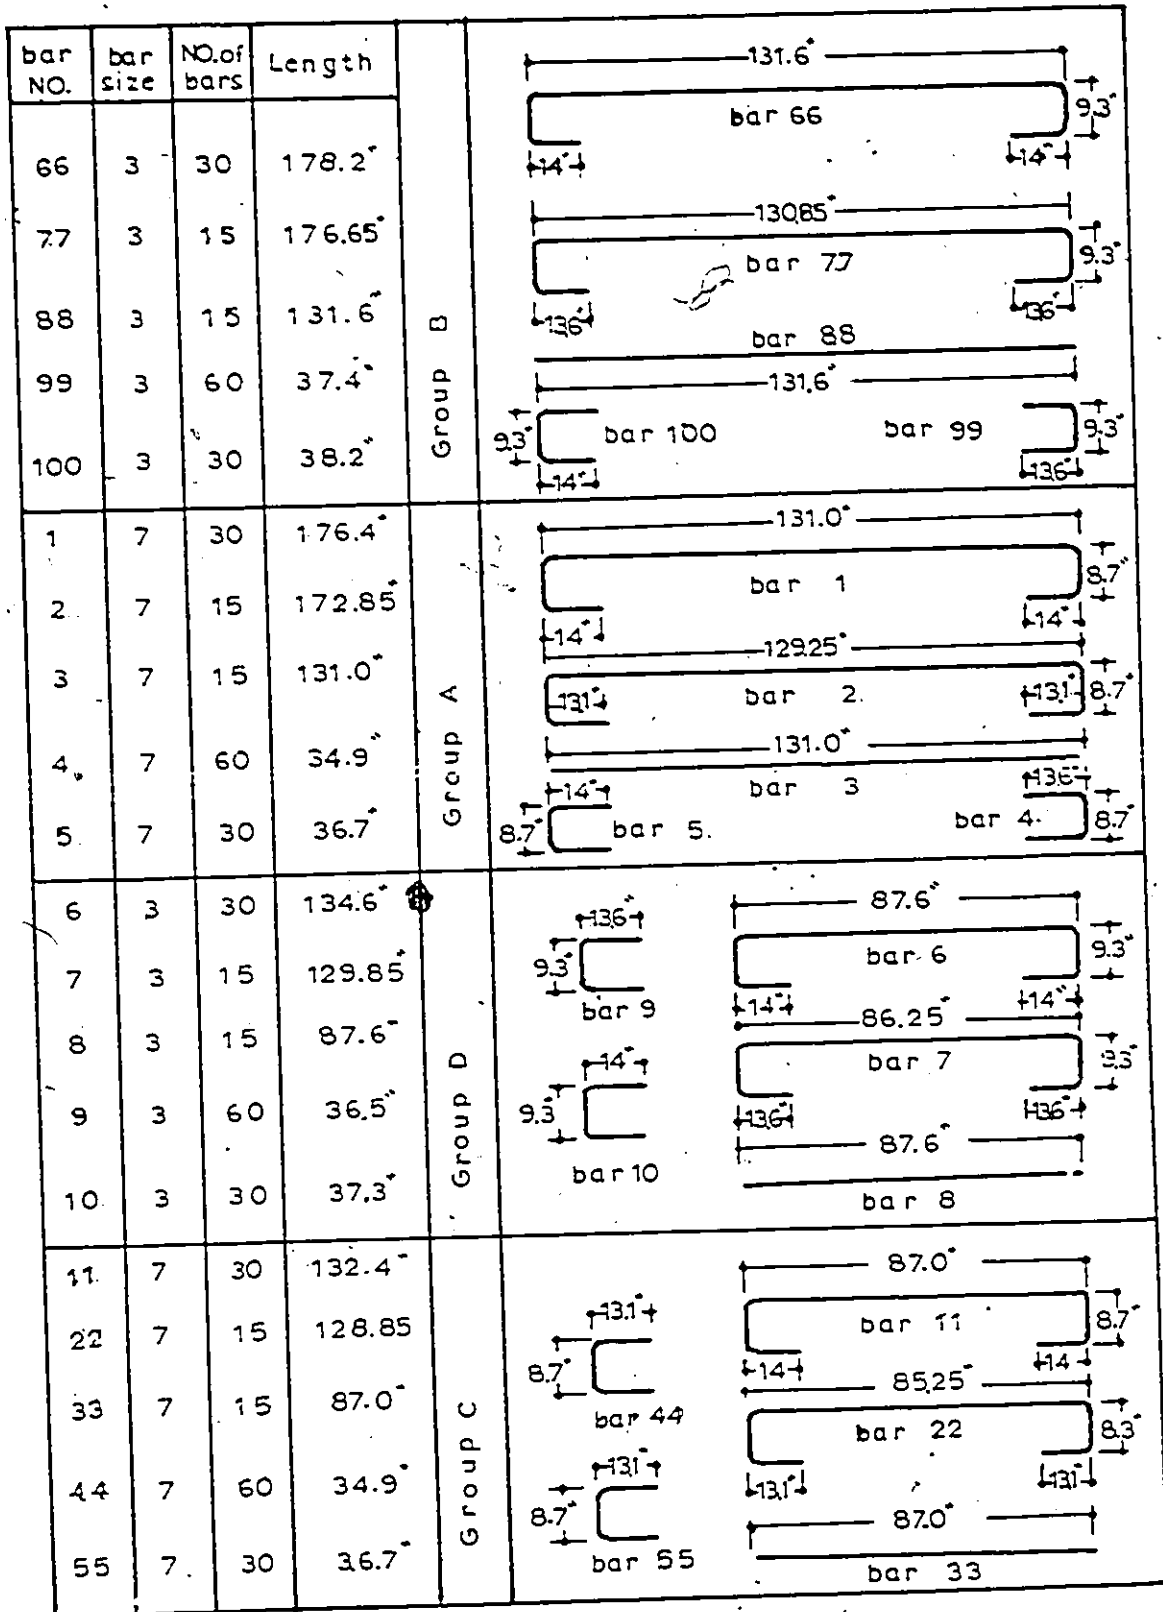 bar NO. bar size NO.of bars Length
66 3 30 178.2"
77 3 15 176.65"
88 3 15 131.6"
99 3 60 37.4"
100 3 30 38.2"
Group B
131.6"
bar 66
9.3"
14" 14"
130.85"
bar 77
9.3"
13.6" 13.6"
bar 88
131.6"
9.3" bar 100 bar 99 9.3"
14" 13.6"
1 7 30 176.4"
2 7 15 172.85"
3 7 15 131.0"
4 7 60 34.9"
5 7 30 36.7"
Group A
131.0"
bar 1 8.7"
14" 14"
129.25"
13.1" bar 2 13.1" 8.7"
131.0"
bar 3
14" 13.6"
8.7" bar 5. bar 4. 8.7"
6 3 30 134.6"
7 3 15 129.85"
8 3 15 87.6"
9 3 60 36.5"
10 3 30 37.3"
Group D
13.6" 87.6"
9.3" bar 6 9.3"
bar 9 14" 14"
86.25"
14" bar 7 9.3"
9.3" 13.6" 13.6"
87.6"
bar 10
bar 8
11 7 30 132.4"
22 7 15 128.85
33 7 15 87.0"
44 7 60 34.9"
55 7 30 36.7"
Group C
87.0"
13.1" bar 11 8.7"
8.7" 14 14
85.25"
bar 44 bar 22 8.3"
13.1" 13.1" 13.1"
8.7" 87.0"
bar 55 bar 33